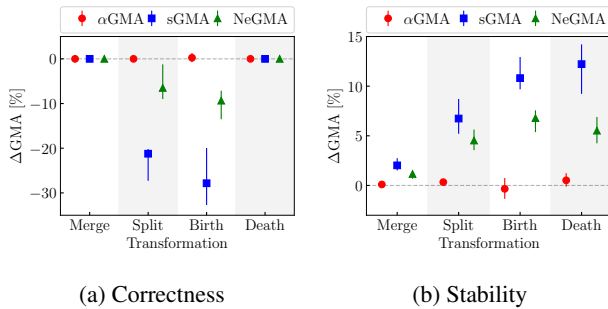 αGMA sGMA NeGMA
ΔGMA [%]
0
−10
−20
−30
Merge Split Birth Death
Transformation
(a) Correctness
αGMA sGMA NeGMA
ΔGMA [%]
15
10
5
0
Merge Split Birth Death
Transformation
(b) Stability